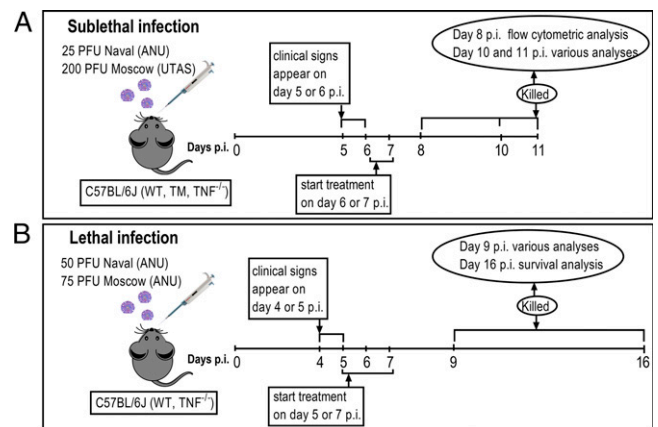 A
Sublethal infection
25 PFU Naval (ANU)
200 PFU Moscow (UTAS)
clinical signs
appear on
day 5 or 6 p.i.
Day 8 p.i. flow cytometric analysis
Day 10 and 11 p.i. various analyses
Killed
Days p.i.
0 5 6 7 8 10 11
start treatment
on day 6 or 7 p.i.
C57BL/6J (WT, TM, TNF-/-)
B
Lethal infection
50 PFU Naval (ANU)
75 PFU Moscow (ANU)
clinical signs
appear on
day 4 or 5 p.i.
Day 9 p.i. various analyses
Day 16 p.i. survival analysis
Killed
Days p.i.
0 4 5 6 7 9 16
start treatment
on day 5 or 7 p.i.
C57BL/6J (WT, TNF-/-)